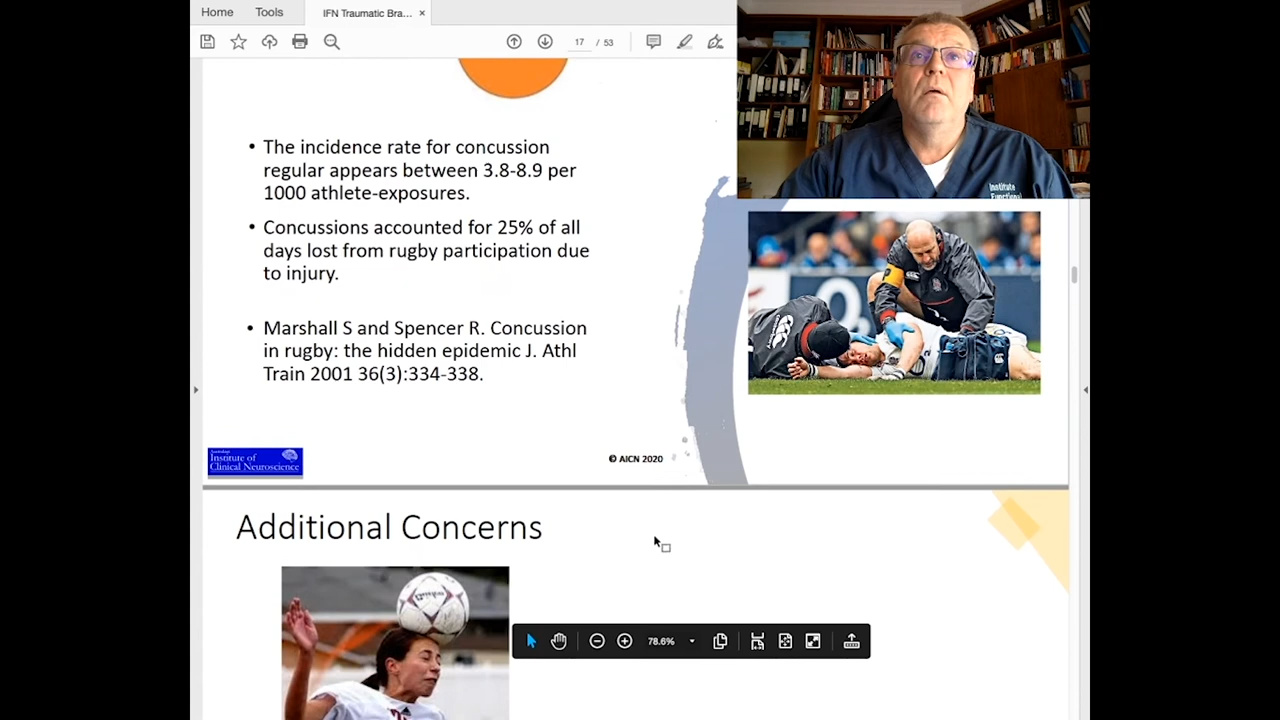 Home
Tools
IFN Traumatic Bra...
17 / 53
• The incidence rate for concussion
regular appears between 3.8-8.9 per
1000 athlete-exposures.
• Concussions accounted for 25% of all
days lost from rugby participation due
to injury.
• Marshall S and Spencer R. Concussion
in rugby: the hidden epidemic J. Athl
Train 2001 36(3):334-338.
Institute
Functional
Institute of
Clinical Neuroscience
© AICN 2020
Additional Concerns
78.6%